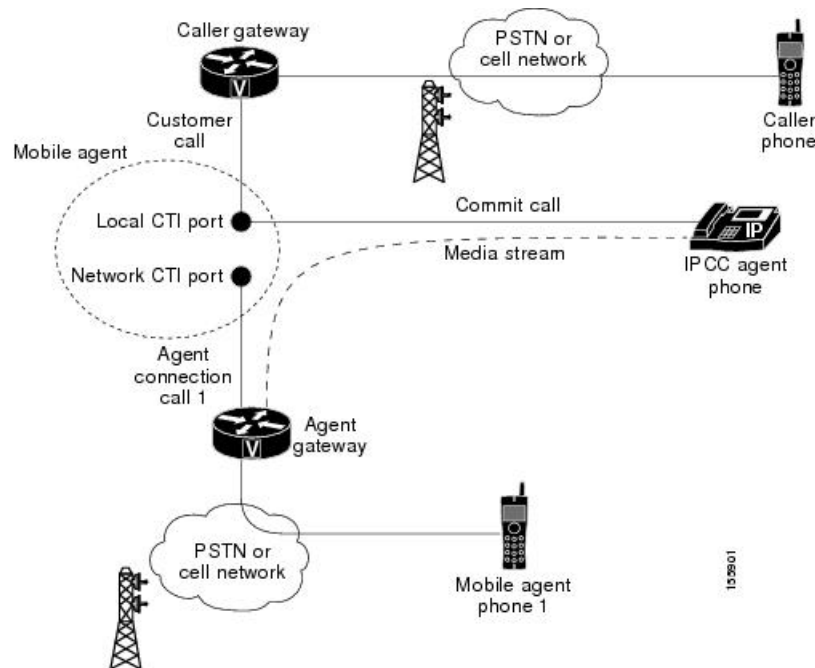 Caller gateway
V
PSTN or
cell network
Caller
phone
Customer
call
Mobile agent
Local CTI port
Commit call
IP
Network CTI port
Media stream
IPCC agent
phone
Agent
connection
call 1
V
Agent
gateway
PSTN or
cell network
Mobile agent
phone 1
155901